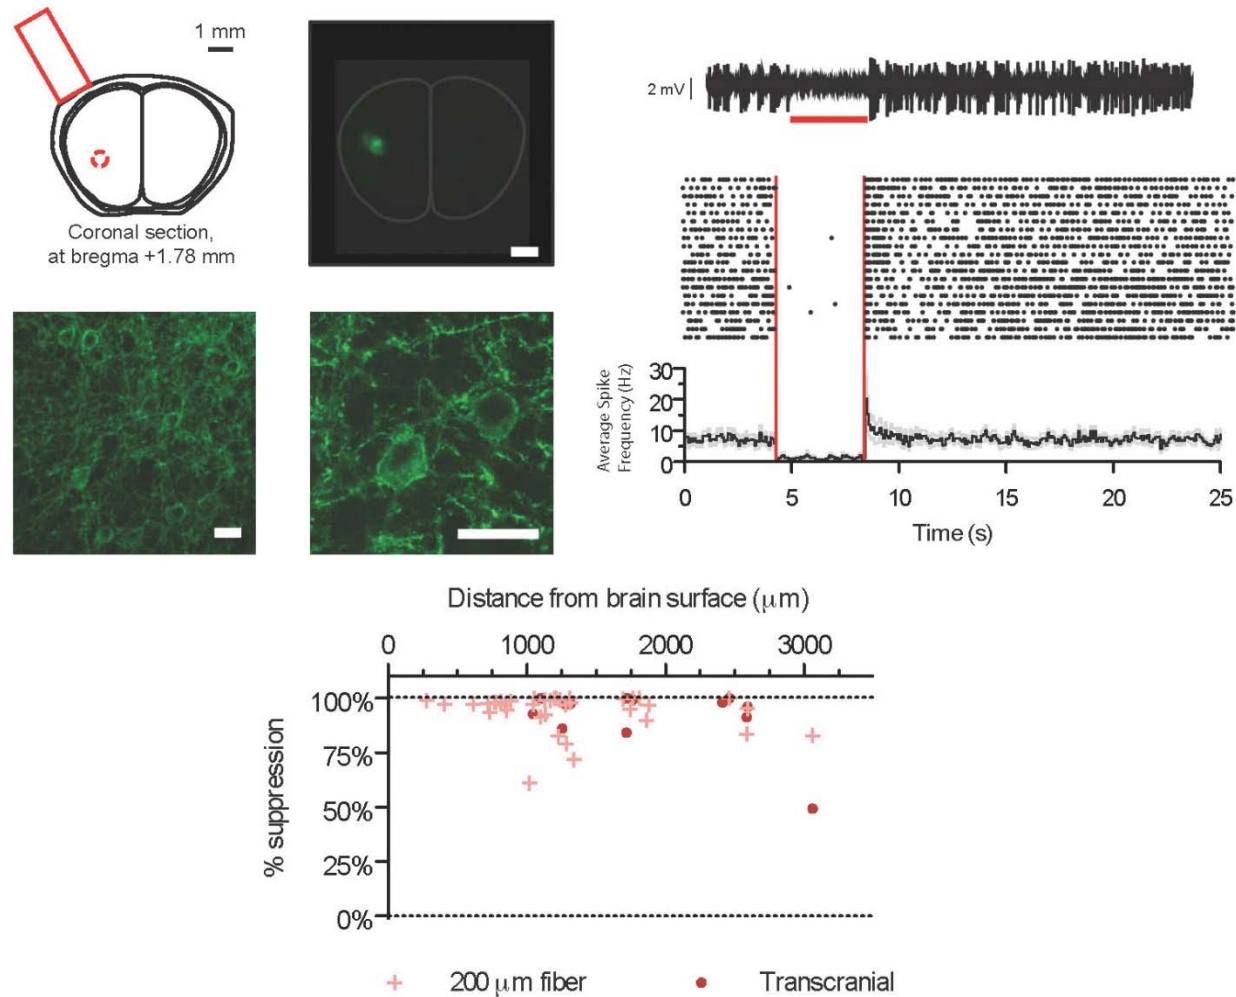 1 mm
Coronal section,
at bregma +1.78 mm
2 mV
Average Spike
Frequency (Hz)
30
20
10
0
0 5 10 15 20 25
Time (s)
Distance from brain surface (μm)
0 1000 2000 3000
% suppression
100%
75%
50%
25%
0%
200 μm fiber
Transcranial